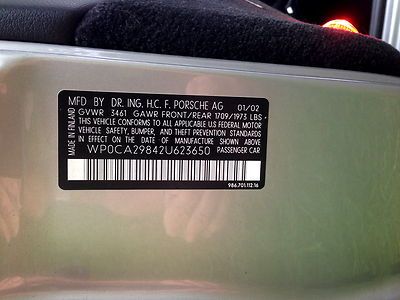 MFD BY DR. ING. H.C. F. PORSCHE AG 01/02
GVWR 3461 GAWR FRONT/REAR 1709/1973 LBS
THIS VEHICLE CONFORMS TO ALL APPLICABLE U.S FEDERAL MOTOR
VEHICLE SAFETY, BUMPER, AND THEFT PREVENTION STANDARDS
IN EFFECT ON THE DATE OF MANUFACTURE SHOWN ABOVE
WP0CA29842U623650 PASSENGER CAR
MADE IN FINLAND
986.701.112.16